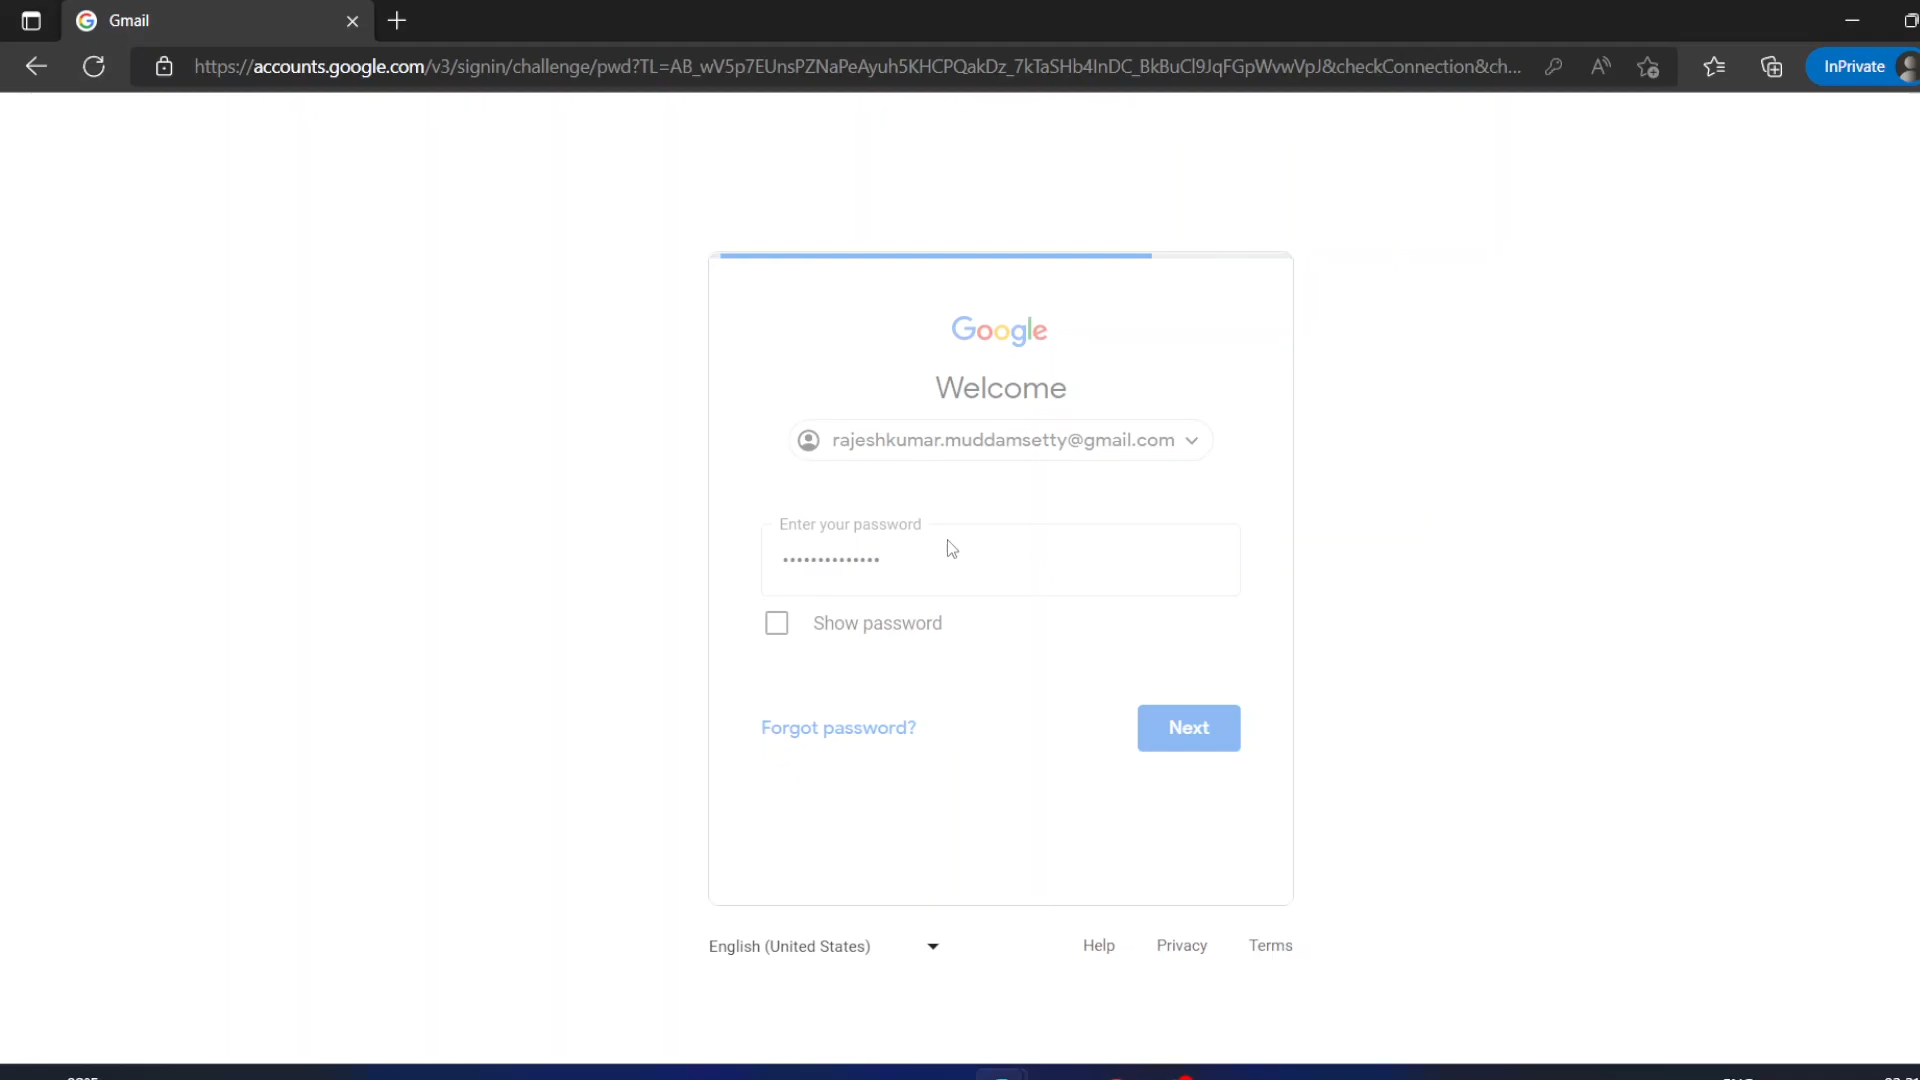 Gmail
https://accounts.google.com/v3/signin/challenge/pwd?TL=AB_wV5p7EUnsPZNaPeAyuh5KHCPQakDz_7kTaSHb4InDC_BkBuCl9JqFGpWvwVpJ&checkConnection&ch...
InPrivate
Google
Welcome
rajeshkumar.muddamsetty@gmail.com
Enter your password
••••••••••••••
Show password
Forgot password?
Next
English (United States)
Help Privacy Terms